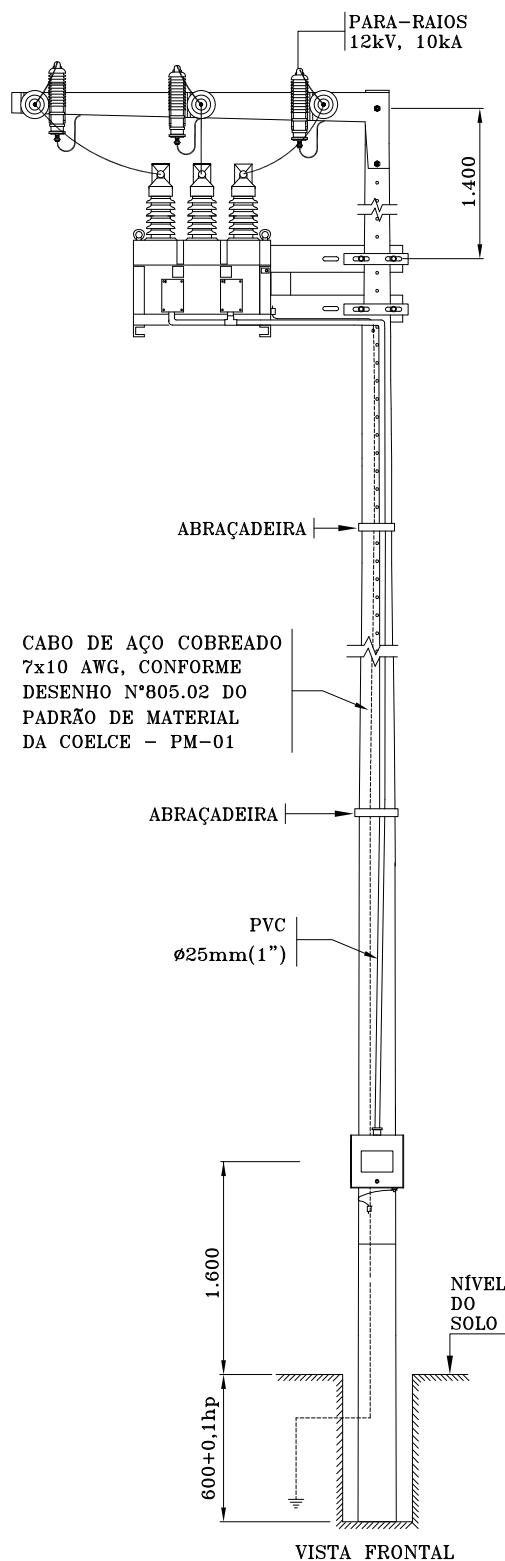 PARA-RAIOS
12kV, 10kA
1.400
ABRAÇADEIRA
CABO DE AÇO COBREADO
7x10 AWG, CONFORME
DESENHO N°805.02 DO
PADRÃO DE MATERIAL
DA COELCE - PM-01
ABRAÇADEIRA
PVC
ø25mm(1")
1.600
NÍVEL
DO
SOLO
600+0,1hp
VISTA FRONTAL